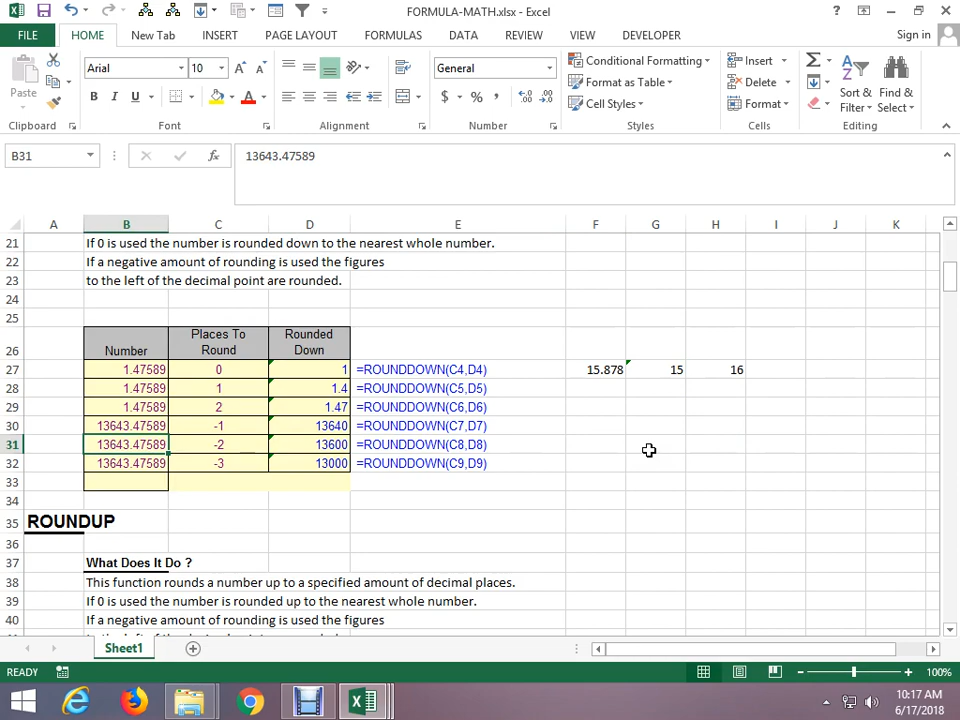 FORMULA-MATH.xlsx - Excel
FILE HOME New Tab INSERT PAGE LAYOUT FORMULAS DATA REVIEW VIEW DEVELOPER Sign in
Paste
Arial 10
B I U
General
$ % ,
Conditional Formatting
Format as Table
Cell Styles
Insert
Delete
Format
Sort & Filter
Find & Select
Clipboard Font Alignment Number Styles Cells Editing
B31 fx 13643.47589
A B C D E F G H I J K
21 If 0 is used the number is rounded down to the nearest whole number.
22 If a negative amount of rounding is used the figures
23 to the left of the decimal point are rounded.
24
25
26 Number Places To Round Rounded Down
27 1.47589 0 1 =ROUNDDOWN(C4,D4) 15.878 15 16
28 1.47589 1 1.4 =ROUNDDOWN(C5,D5)
29 1.47589 2 1.47 =ROUNDDOWN(C6,D6)
30 13643.47589 -1 13640 =ROUNDDOWN(C7,D7)
31 13643.47589 -2 13600 =ROUNDDOWN(C8,D8)
32 13643.47589 -3 13000 =ROUNDDOWN(C9,D9)
33
34
35 ROUNDUP
36
37 What Does It Do ?
38 This function rounds a number up to a specified amount of decimal places.
39 If 0 is used the number is rounded up to the nearest whole number.
40 If a negative amount of rounding is used the figures
Sheet1
READY 100%
10:17 AM
6/17/2018